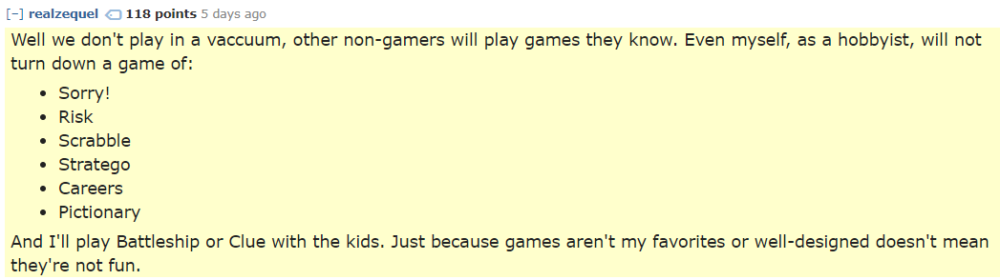 [-] realzequel 118 points 5 days ago
Well we don't play in a vaccuum, other non-gamers will play games they know. Even myself, as a hobbyist, will not
turn down a game of:
• Sorry!
• Risk
• Scrabble
• Stratego
• Careers
• Pictionary
And I'll play Battleship or Clue with the kids. Just because games aren't my favorites or well-designed doesn't mean
they're not fun.